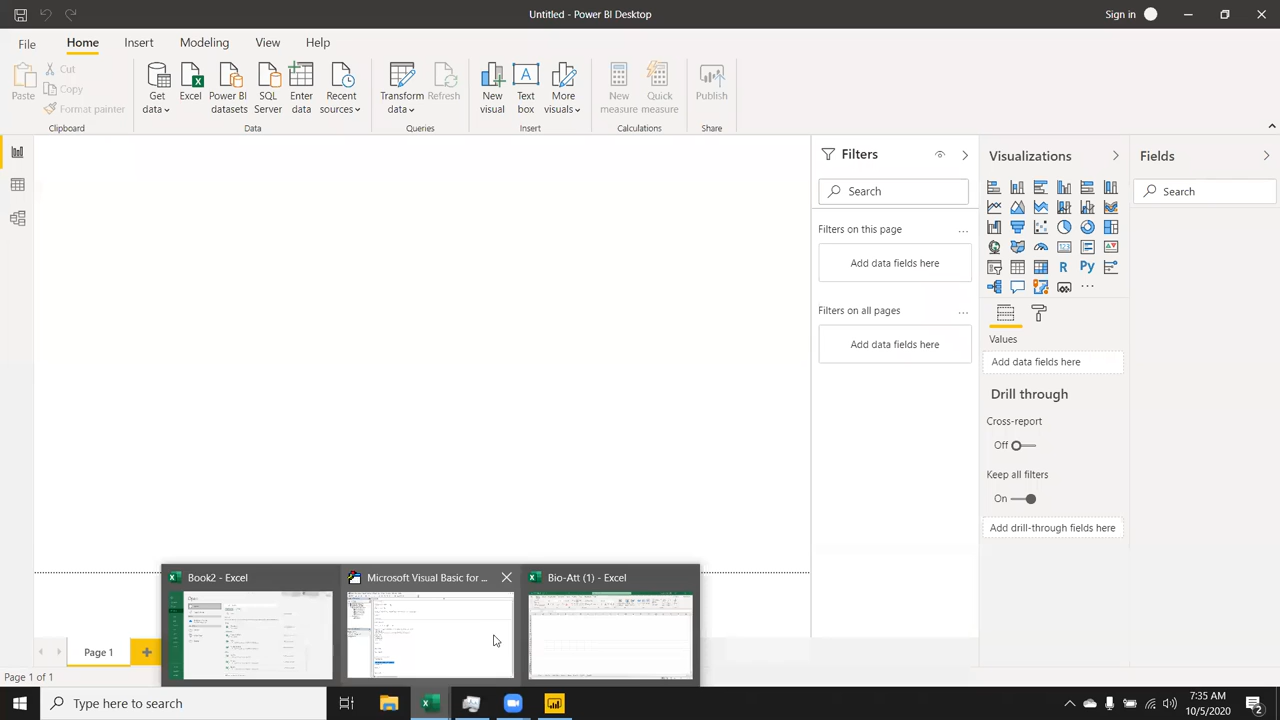 Untitled - Power BI Desktop
Sign in
File Home Insert Modeling View Help
Paste
Cut
Copy
Format painter
Clipboard
Get data
Excel
Power BI datasets
SQL Server
Enter data
Recent sources
Data
Transform data
Refresh
Queries
New visual
A
Text box
More visuals
Insert
New measure
Quick measure
Calculations
Publish
Share
Filters
Search
Filters on this page
...
Add data fields here
Filters on all pages
...
Add data fields here
Visualizations
123
R
Py
...
Values
Add data fields here
Drill through
Cross-report
Off
Keep all filters
On
Add drill-through fields here
Fields
Search
Book2 - Excel
Microsoft Visual Basic for ...
Bio-Att (1) - Excel
Page 1
Page 1 of 1
Type here to search
7:35 AM
10/5/2020
2